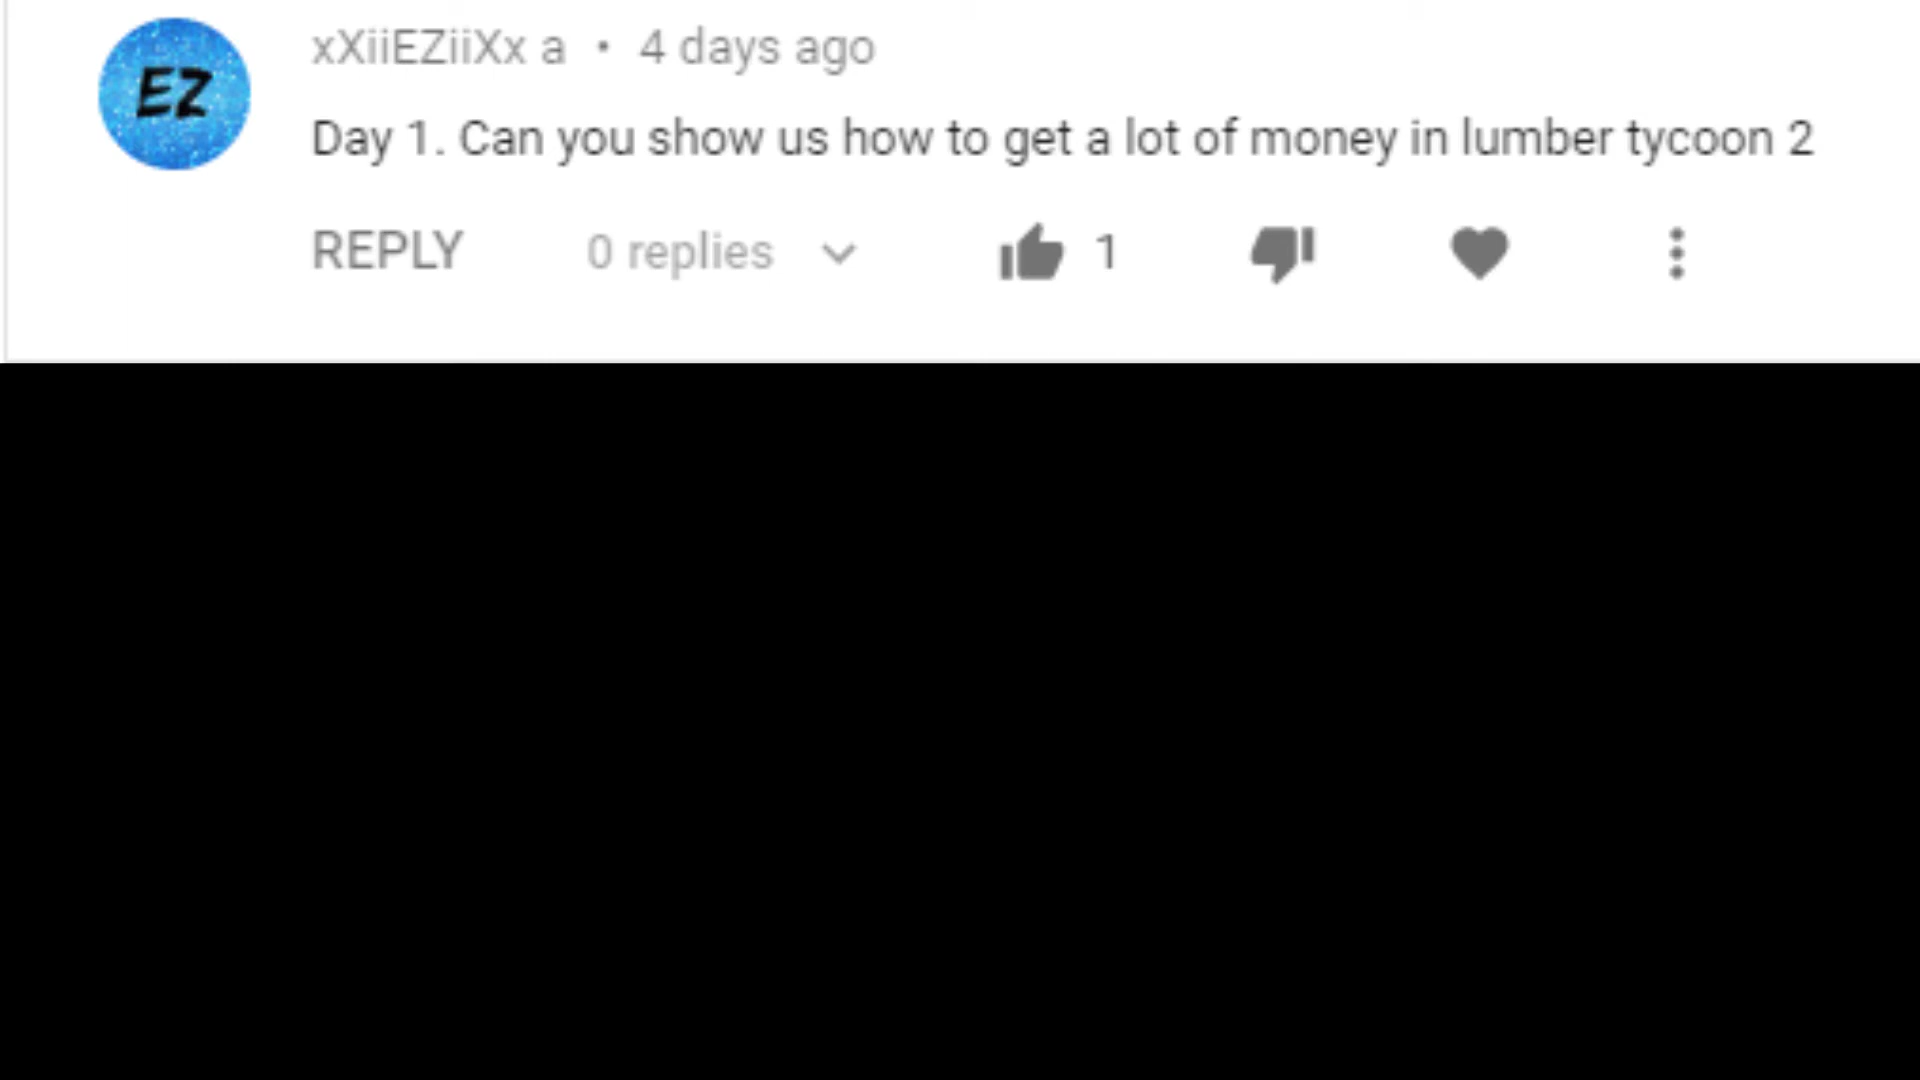 EZ
xXiiEZiiXx a • 4 days ago
Day 1. Can you show us how to get a lot of money in lumber tycoon 2
REPLY 0 replies 1